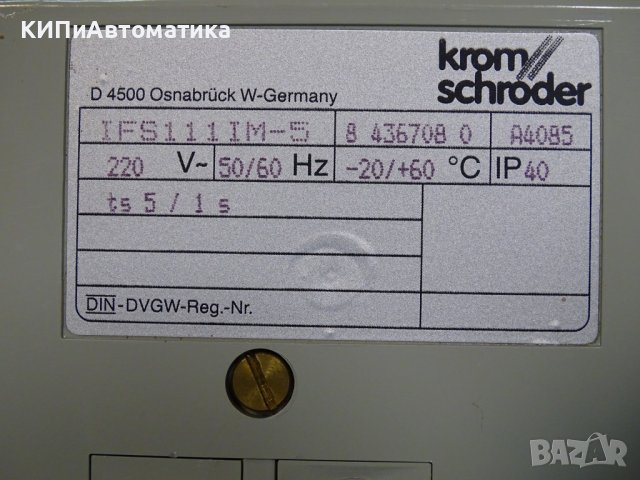 КИПиАвтоматика
krom//
schroder
D 4500 Osnabrück W-Germany
IFS111IM-5 8 436708 0 A4085
220 V~ 50/60 Hz -20/+60 °C IP40
ts 5 / 1 s
DIN-DVGW-Reg.-Nr.
BAZAR